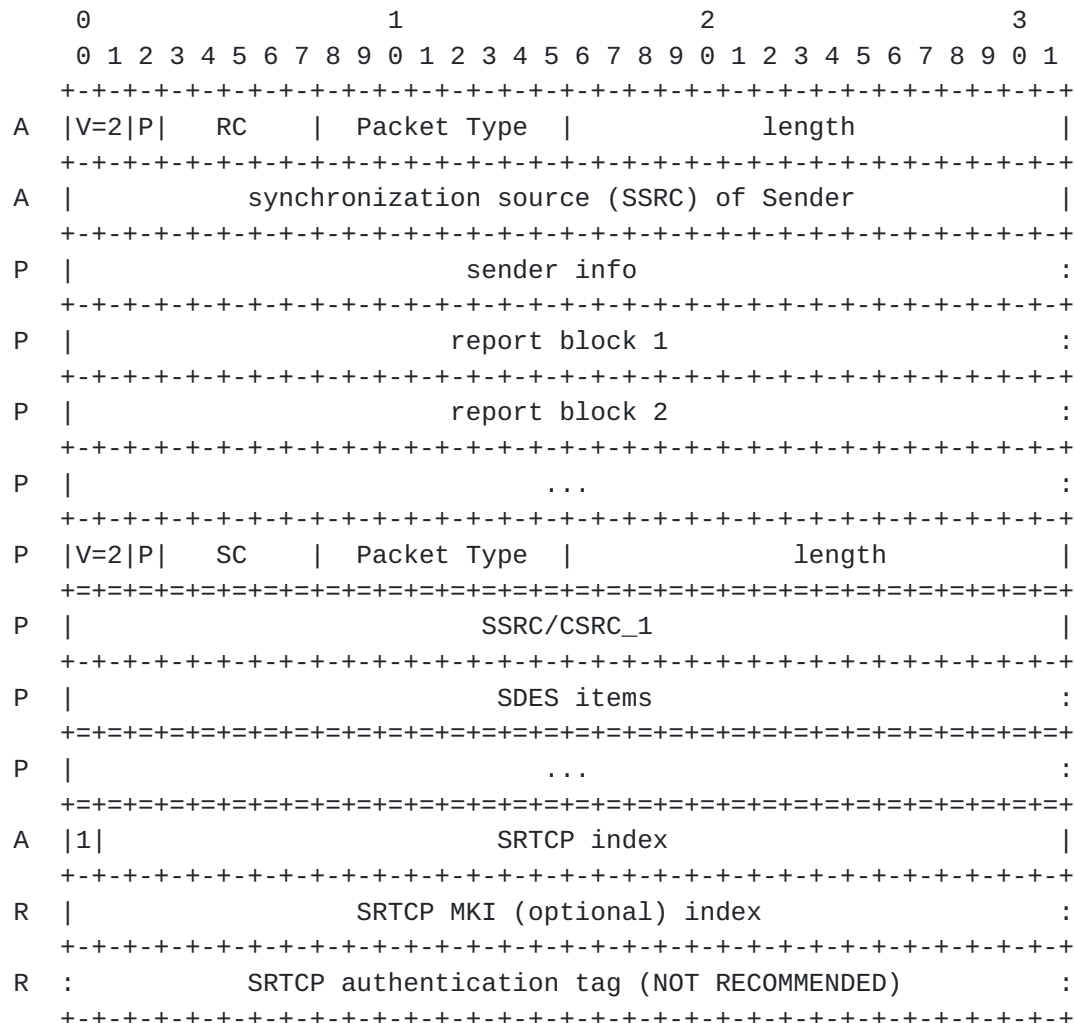 0                   1                   2                   3
     0 1 2 3 4 5 6 7 8 9 0 1 2 3 4 5 6 7 8 9 0 1 2 3 4 5 6 7 8 9 0 1
    +-+-+-+-+-+-+-+-+-+-+-+-+-+-+-+-+-+-+-+-+-+-+-+-+-+-+-+-+-+-+-+-+
A   |V=2|P|   RC    |  Packet Type  |            length             |
    +-+-+-+-+-+-+-+-+-+-+-+-+-+-+-+-+-+-+-+-+-+-+-+-+-+-+-+-+-+-+-+-+
A   |           synchronization source (SSRC) of Sender             |
    +-+-+-+-+-+-+-+-+-+-+-+-+-+-+-+-+-+-+-+-+-+-+-+-+-+-+-+-+-+-+-+-+
P   |                         sender info                           :
    +-+-+-+-+-+-+-+-+-+-+-+-+-+-+-+-+-+-+-+-+-+-+-+-+-+-+-+-+-+-+-+-+
P   |                        report block 1                         :
    +-+-+-+-+-+-+-+-+-+-+-+-+-+-+-+-+-+-+-+-+-+-+-+-+-+-+-+-+-+-+-+-+
P   |                        report block 2                         :
    +-+-+-+-+-+-+-+-+-+-+-+-+-+-+-+-+-+-+-+-+-+-+-+-+-+-+-+-+-+-+-+-+
P   |                              ...                              :
    +-+-+-+-+-+-+-+-+-+-+-+-+-+-+-+-+-+-+-+-+-+-+-+-+-+-+-+-+-+-+-+-+
P   |V=2|P|   SC    |  Packet Type  |              length           |
    +=+=+=+=+=+=+=+=+=+=+=+=+=+=+=+=+=+=+=+=+=+=+=+=+=+=+=+=+=+=+=+=+
P   |                          SSRC/CSRC_1                          |
    +-+-+-+-+-+-+-+-+-+-+-+-+-+-+-+-+-+-+-+-+-+-+-+-+-+-+-+-+-+-+-+-+
P   |                           SDES items                          :
    +=+=+=+=+=+=+=+=+=+=+=+=+=+=+=+=+=+=+=+=+=+=+=+=+=+=+=+=+=+=+=+=+
P   |                              ...                              :
    +=+=+=+=+=+=+=+=+=+=+=+=+=+=+=+=+=+=+=+=+=+=+=+=+=+=+=+=+=+=+=+=+
A   |1|                         SRTCP index                         |
    +-+-+-+-+-+-+-+-+-+-+-+-+-+-+-+-+-+-+-+-+-+-+-+-+-+-+-+-+-+-+-+-+
R   |                  SRTCP MKI (optional) index                   :
    +-+-+-+-+-+-+-+-+-+-+-+-+-+-+-+-+-+-+-+-+-+-+-+-+-+-+-+-+-+-+-+-+
R   :           SRTCP authentication tag (NOT RECOMMENDED)          :
    +-+-+-+-+-+-+-+-+-+-+-+-+-+-+-+-+-+-+-+-+-+-+-+-+-+-+-+-+-+-+-+-+